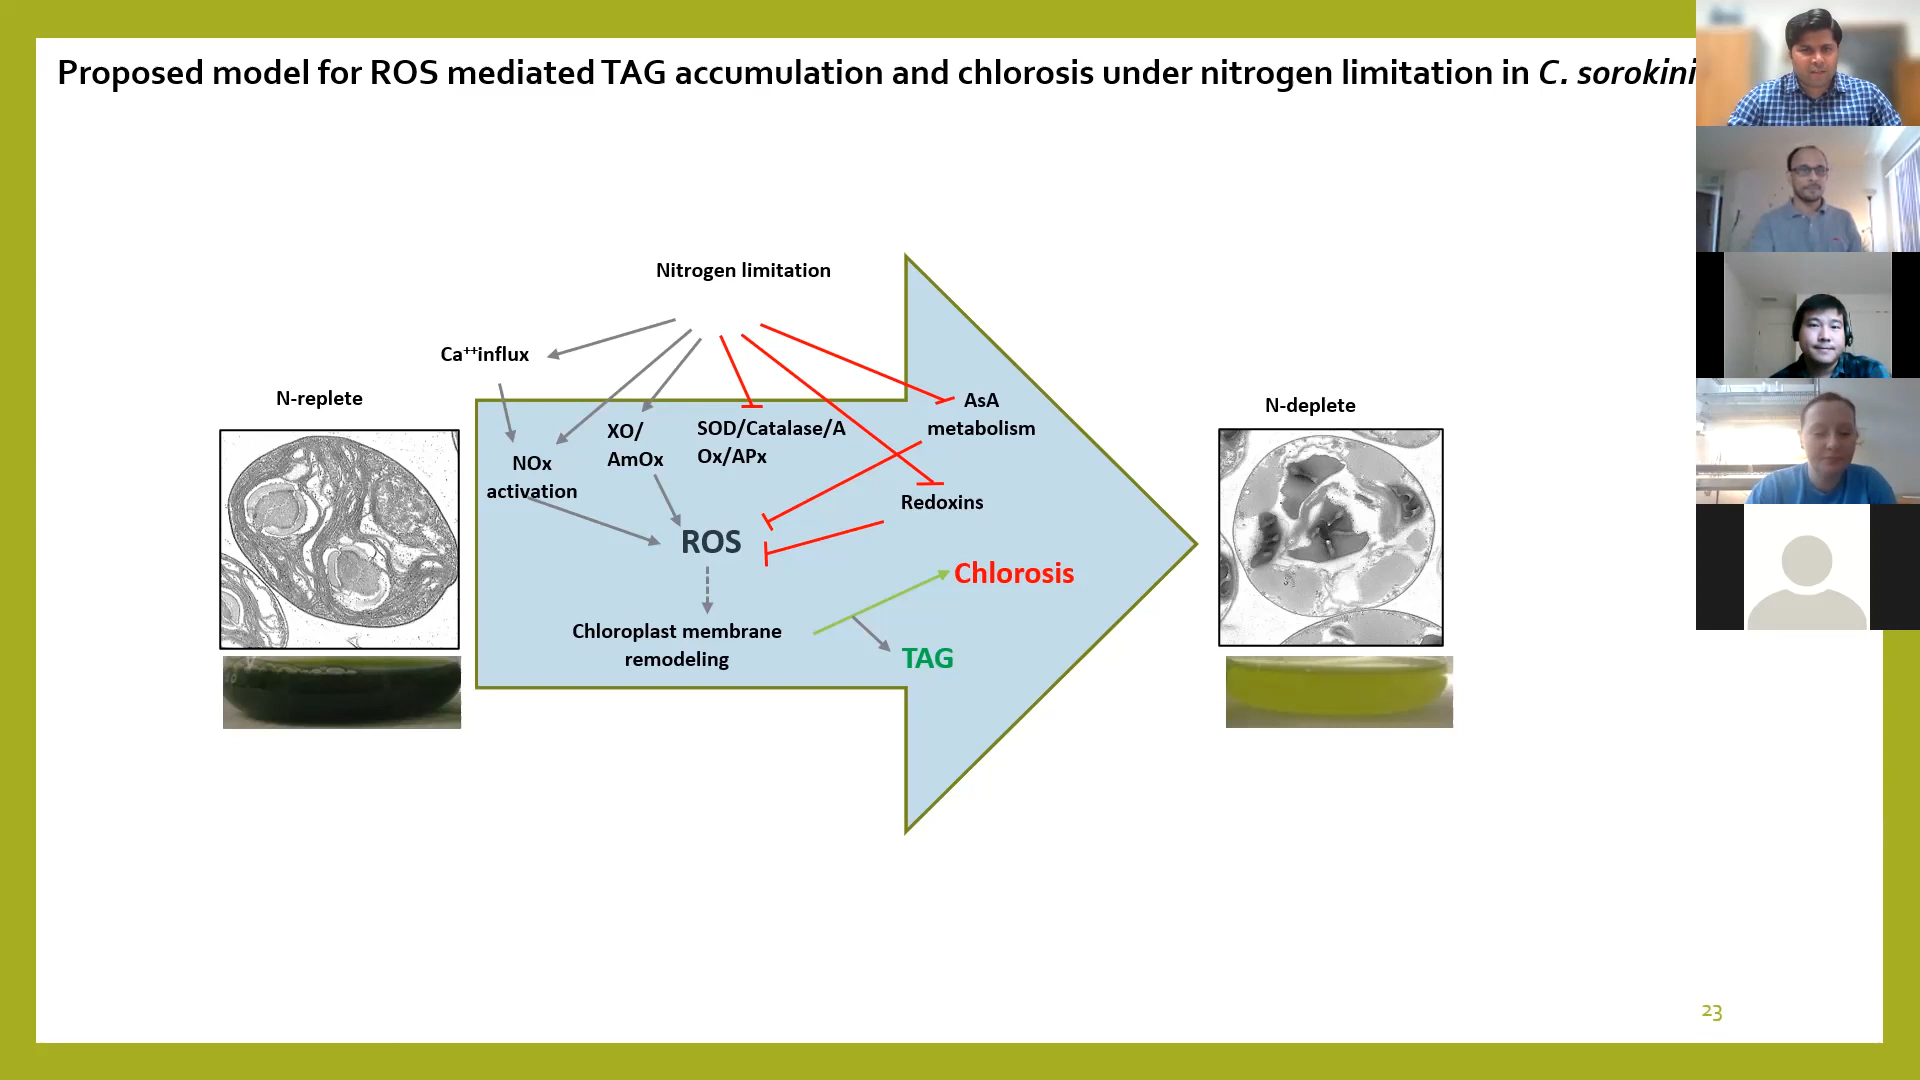 Proposed model for ROS mediated TAG accumulation and chlorosis under nitrogen limitation in C. sorokini
Nitrogen limitation
Ca++influx
N-replete
N-deplete
XO/
AmOx
SOD/Catalase/A
Ox/APx
AsA
metabolism
NOx
activation
Redoxins
ROS
Chlorosis
Chloroplast membrane
remodeling
TAG
23